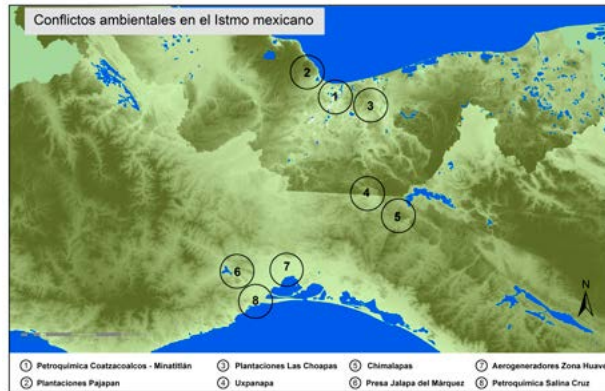 Conflictos ambientales en el Istmo mexicano
2
1
3
4
5
6
7
8
N
1 Petroquímica Coatzacoalcos - Minatitlán
3 Plantaciones Las Choapas
5 Chimalapas
7 Aerogeneradores Zona Huave
2 Plantaciones Pajapan
4 Uxpanapa
6 Presa Jalapa del Márquez
8 Petroquímica Salina Cruz